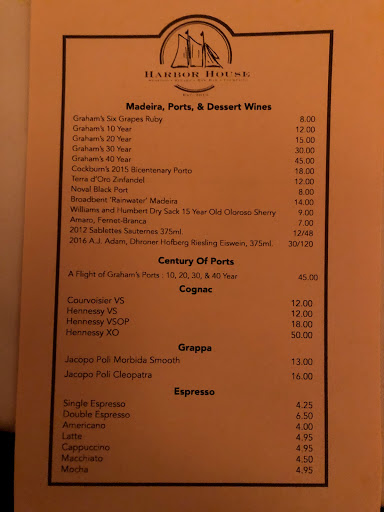 HARBOR HOUSE
Madeira, Ports, & Dessert Wines
Graham's Six Grapes Ruby 8.00
Graham's 10 Year 12.00
Graham's 20 Year 15.00
Graham's 30 Year 30.00
Graham's 40 Year 45.00
Cockburn's 2015 Bicentenary Porto 18.00
Terra d'Oro Zinfandel 12.00
Noval Black Port 8.00
Broadbent 'Rainwater' Madeira 14.00
Williams and Humbert Dry Sack 15 Year Old Oloroso Sherry 9.00
Amaro, Fernet-Branca 7.00
2012 Sablettes Sauternes 375ml 12/48
2016 A.J. Adam, Dhroner Hofberg Riesling Eiswein, 375ml. 30/120
Century Of Ports
A Flight of Graham's Ports : 10, 20, 30, & 40 Year 45.00
Cognac
Courvoisier VS 12.00
Hennessy VS 12.00
Hennessy VSOP 18.00
Hennessy XO 50.00
Grappa
Jacopo Poli Morbida Smooth 13.00
Jacopo Poli Cleopatra 16.00
Espresso
Single Espresso 4.25
Double Espresso 6.50
Americano 4.00
Latte 4.95
Cappuccino 4.95
Macchiato 4.50
Mocha 4.95